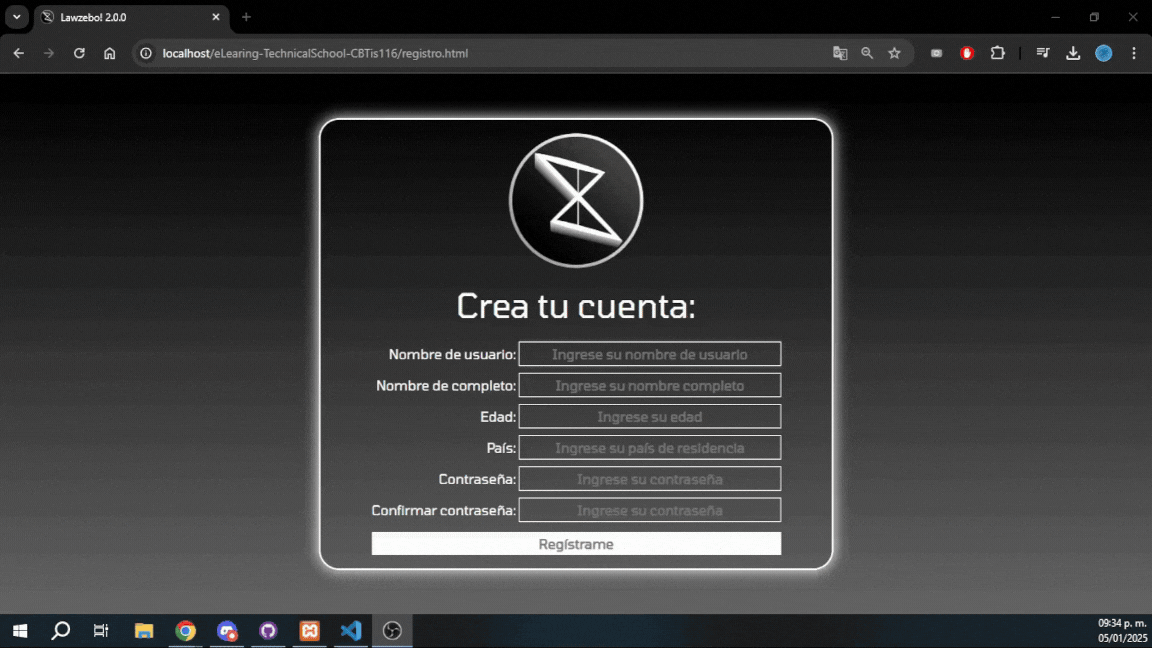 Lawzebol 2.0.0
localhost/eLearing-TechnicalSchool-CBTis116/registro.html
Crea tu cuenta:
Nombre de usuario: Ingrese su nombre de usuario
Nombre de completo: Ingrese su nombre completo
Edad: Ingrese su edad
País: Ingrese su país de residencia
Contraseña: Ingrese su contraseña
Confirmar contraseña: Ingrese su contraseña
Regístrame
09:34 p. m.
05/01/2025